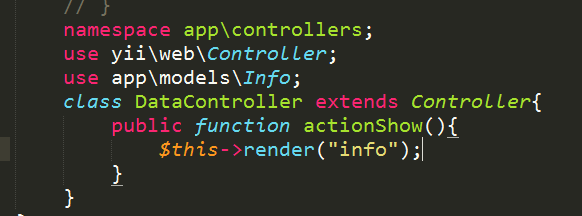 // }
namespace app\controllers;
use yii\web\Controller;
use app\models\Info;
class DataController extends Controller{
public function actionShow(){
$this->render("info");
}
}